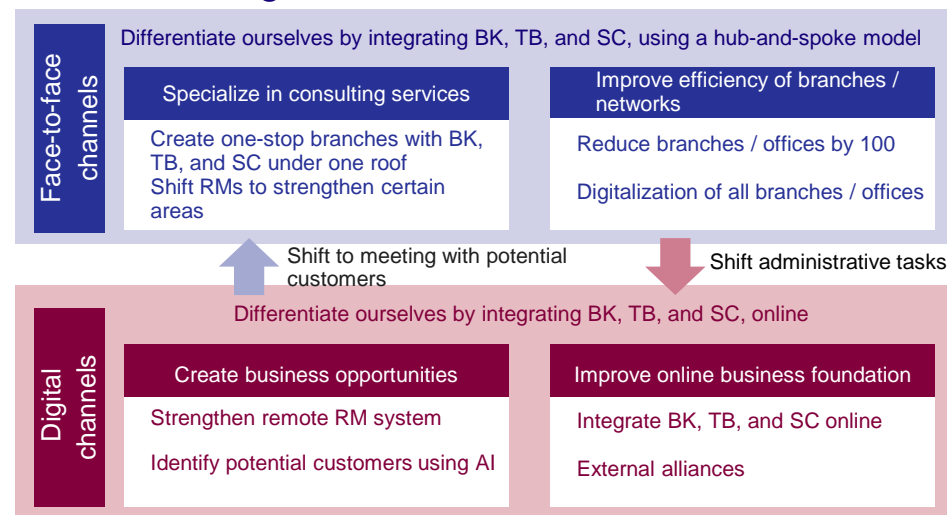 Differentiate ourselves by integrating BK, TB, and SC, using a hub-and-spoke model
Face-to-face
channels
Specialize in consulting services
Create one-stop branches with BK,
TB, and SC under one roof
Shift RMs to strengthen certain
areas
Improve efficiency of branches /
networks
Reduce branches / offices by 100
Digitalization of all branches / offices
Shift to meeting with potential
customers
Shift administrative tasks
Differentiate ourselves by integrating BK, TB, and SC, online
Digital
channels
Create business opportunities
Strengthen remote RM system
Identify potential customers using AI
Improve online business foundation
Integrate BK, TB, and SC online
External alliances